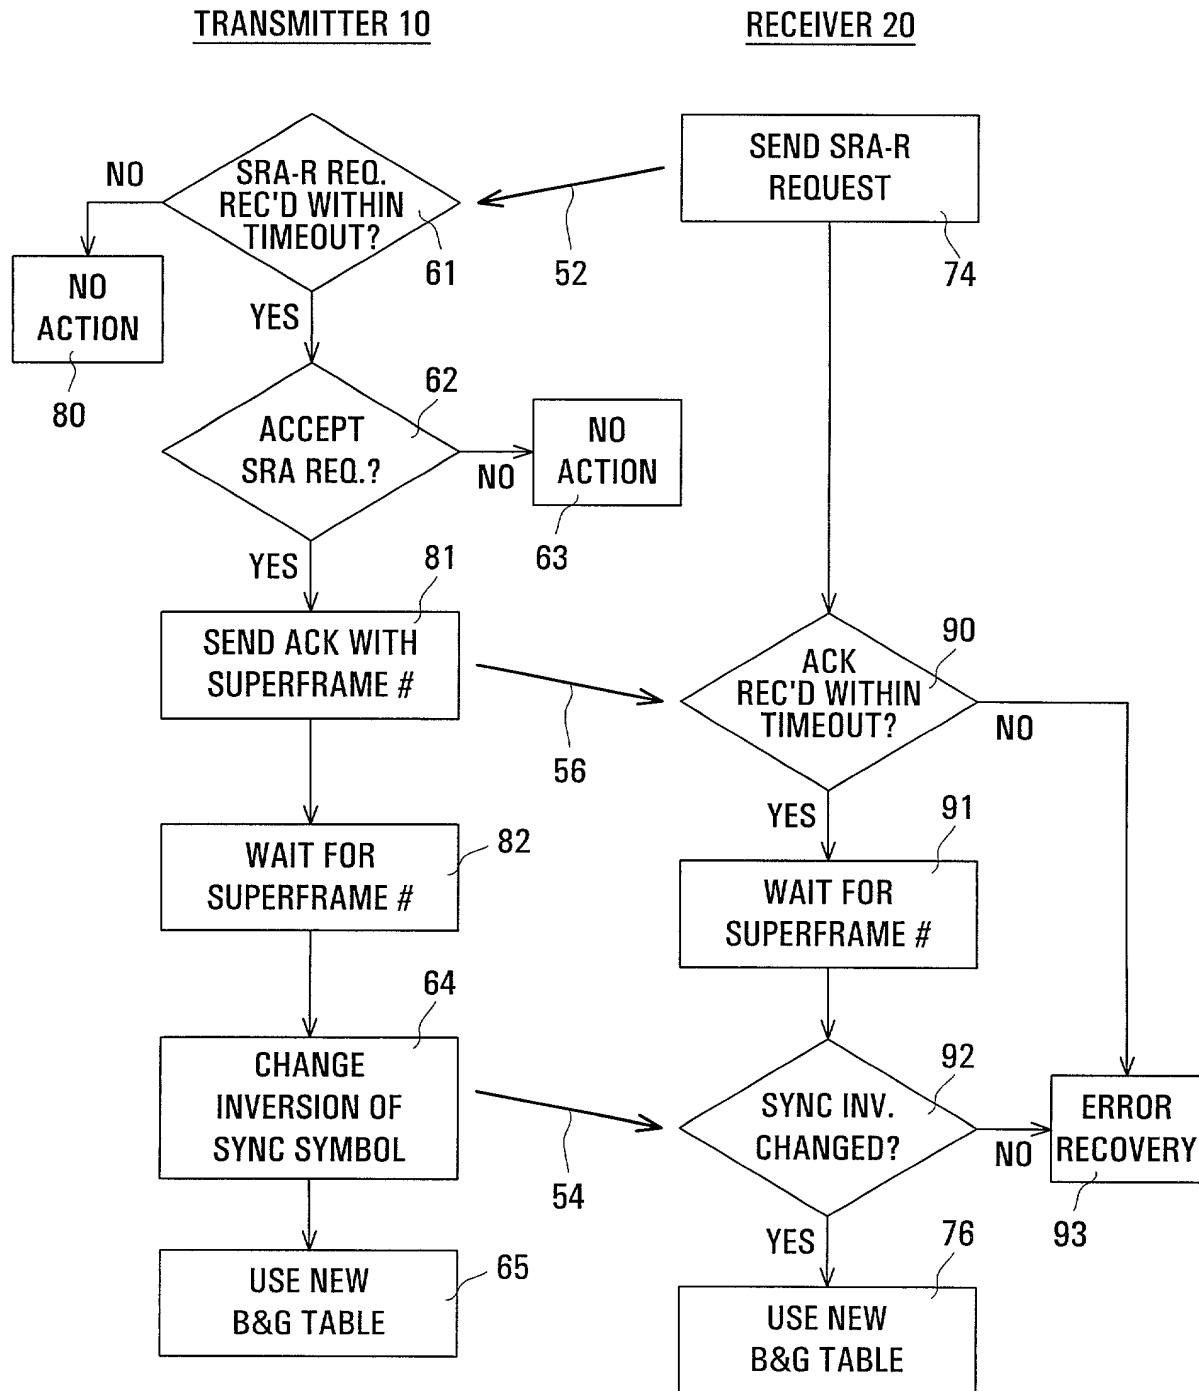 TRANSMITTER 10
RECEIVER 20
SRA-R REQ.
REC'D WITHIN
TIMEOUT?
NO
61
52
SEND SRA-R
REQUEST
74
NO
ACTION
80
YES
62
ACCEPT
SRA REQ.?
NO
NO
ACTION
63
YES
81
SEND ACK WITH
SUPERFRAME #
56
90
ACK
REC'D WITHIN
TIMEOUT?
NO
YES
82
WAIT FOR
SUPERFRAME #
91
WAIT FOR
SUPERFRAME #
64
CHANGE
INVERSION OF
SYNC SYMBOL
54
92
SYNC INV.
CHANGED?
NO
ERROR
RECOVERY
93
YES
65
USE NEW
B&G TABLE
76
USE NEW
B&G TABLE